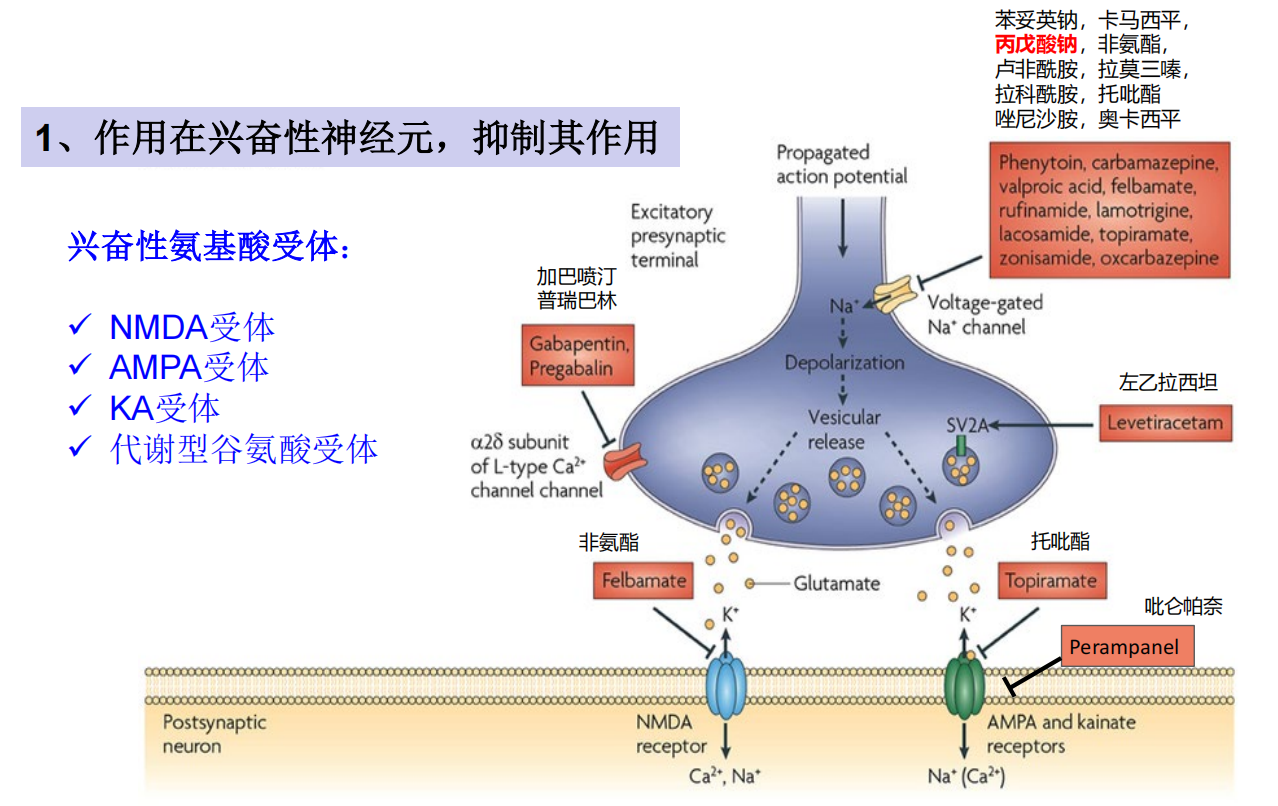 苯妥英钠，卡马西平，
丙戊酸钠，非氨酯，
卢非酰胺，拉莫三嗪，
拉科酰胺，托吡酯
唑尼沙胺，奥卡西平
1、作用在兴奋性神经元，抑制其作用
兴奋性氨基酸受体：
✓ NMDA受体
✓ AMPA受体
✓ KA受体
✓ 代谢型谷氨酸受体
Propagated
action potential
Phenytoin, carbamazepine,
valproic acid, felbamate,
rufinamide, lamotrigine,
lacosamide, topiramate,
zonisamide, oxcarbazepine
Excitatory
presynaptic
terminal
加巴喷汀
普瑞巴林
Gabapentin,
Pregabalin
Na⁺
Voltage-gated
Na⁺ channel
Depolarization
Vesicular
release
左乙拉西坦
SV2A
Levetiracetam
α2δ subunit
of L-type Ca²⁺
channel channel
非氨酯
Felbamate
Glutamate
托吡酯
Topiramate
吡仑帕奈
Perampanel
K⁺
K⁺
Postsynaptic
neuron
NMDA
receptor
Ca²⁺, Na⁺
AMPA and kainate
receptors
Na⁺ (Ca²⁺)